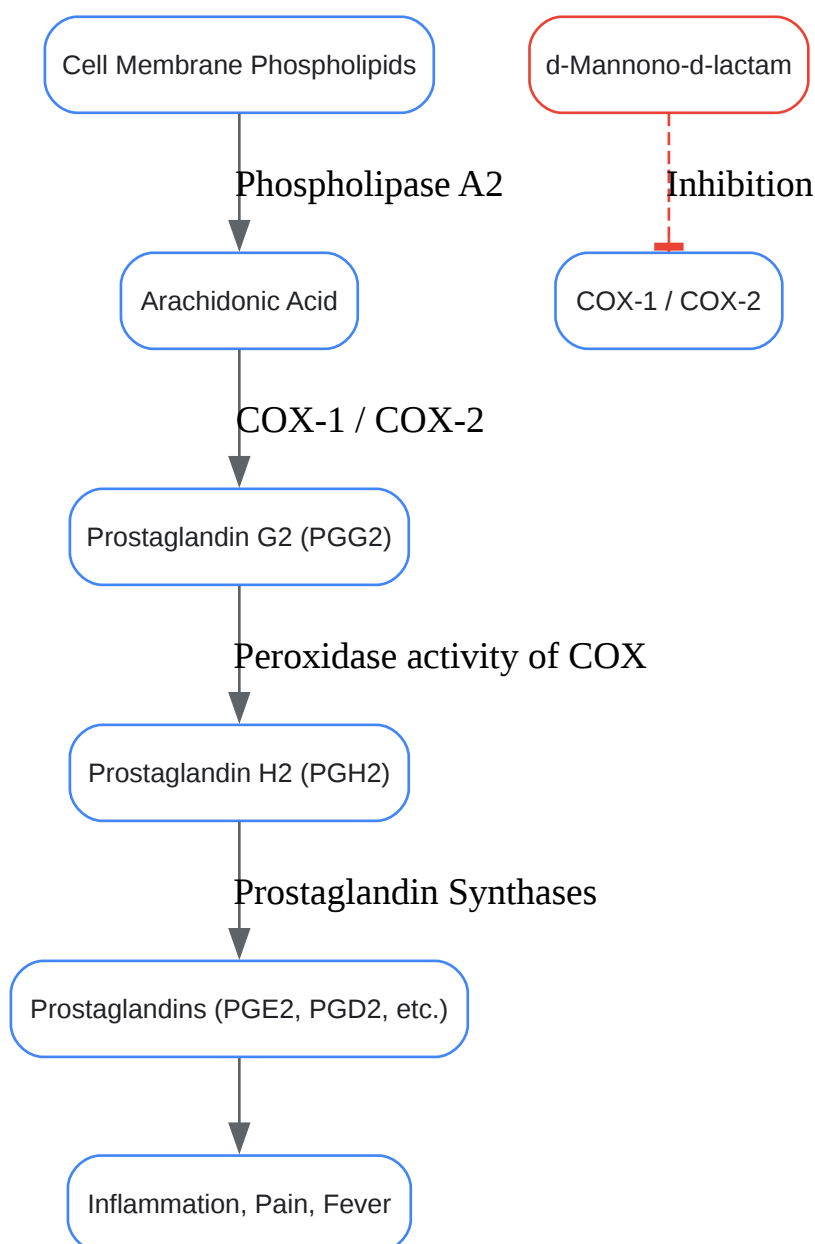 Cell Membrane Phospholipids
d-Mannono-d-lactam
Phospholipase A2
Inhibition
Arachidonic Acid
COX-1 / COX-2
COX-1 / COX-2
Prostaglandin G2 (PGG2)
Peroxidase activity of COX
Prostaglandin H2 (PGH2)
Prostaglandin Synthases
Prostaglandins (PGE2, PGD2, etc.)
Inflammation, Pain, Fever